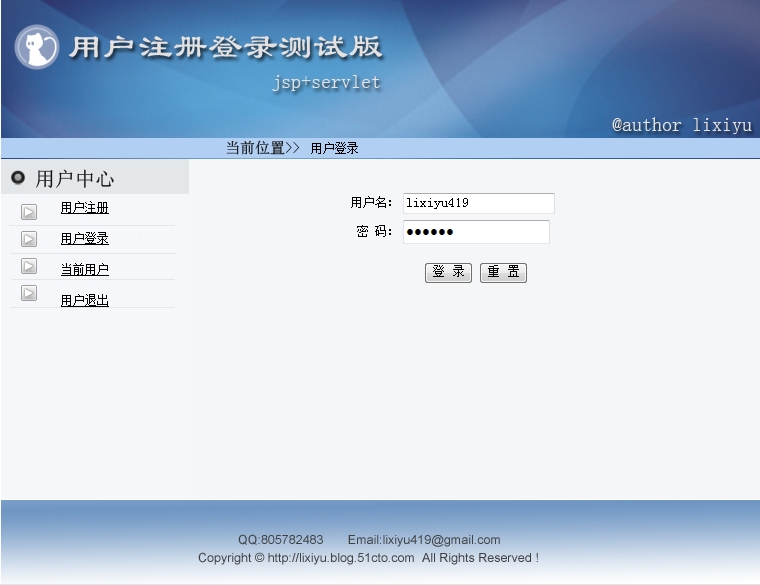 用户注册登录测试版
jsp+servlet
@author lixiyu
当前位置>> 用户登录
用户中心
用户注册
用户登录
当前用户
用户退出
用户名: lixiyu419
密 码: ●●●●●●
登 录 重 置
QQ:805782483 Email:lixiyu419@gmail.com
Copyright © http://lixiyu.blog.51cto.com All Rights Reserved !